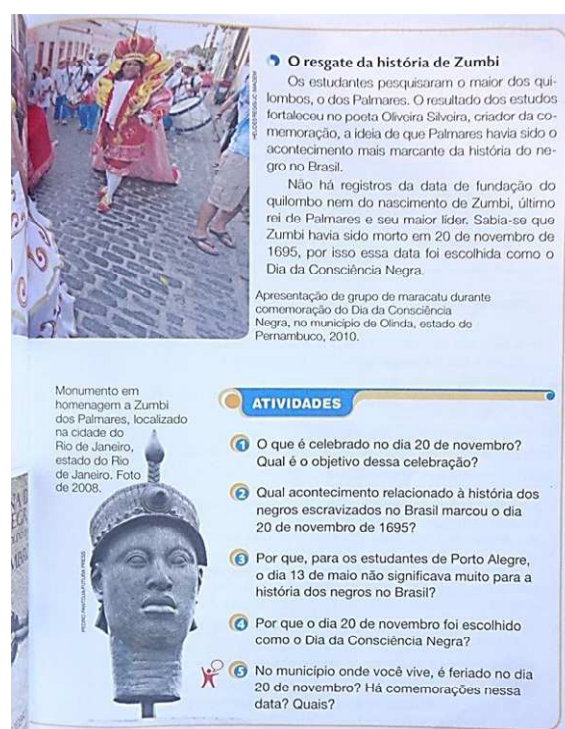 O resgate da história de Zumbi
Os estudantes pesquisaram o maior dos qui-
lombos, o dos Palmares. O resultado dos estudos
fortaleceu no poeta Oliveira Silveira, criador da co-
memoração, a ideia de que Palmares havia sido o
acontecimento mais marcante da história do ne-
gro no Brasil.
Não há registros da data de fundação do
quilombo nem do nascimento de Zumbi, último
rei de Palmares e seu maior líder. Sabia-se que
Zumbi havia sido morto em 20 de novembro de
1695, por isso essa data foi escolhida como o
Dia da Consciência Negra.
Apresentação de grupo de maracatu durante
comemoração do Dia da Consciência
Negra, no município de Olinda, estado de
Pernambuco, 2010.
Monumento em
homenagem a Zumbi
dos Palmares, localizado
na cidade do
Rio de Janeiro,
estado do Rio
de Janeiro. Foto
de 2008.
ATIVIDADES
1 O que é celebrado no dia 20 de novembro?
Qual é o objetivo dessa celebração?
2 Qual acontecimento relacionado à história dos
negros escravizados no Brasil marcou o dia
20 de novembro de 1695?
3 Por que, para os estudantes de Porto Alegre,
o dia 13 de maio não significava muito para a
história dos negros no Brasil?
4 Por que o dia 20 de novembro foi escolhido
como o Dia da Consciência Negra?
5 No município onde você vive, é feriado no dia
20 de novembro? Há comemorações nessa
data? Quais?